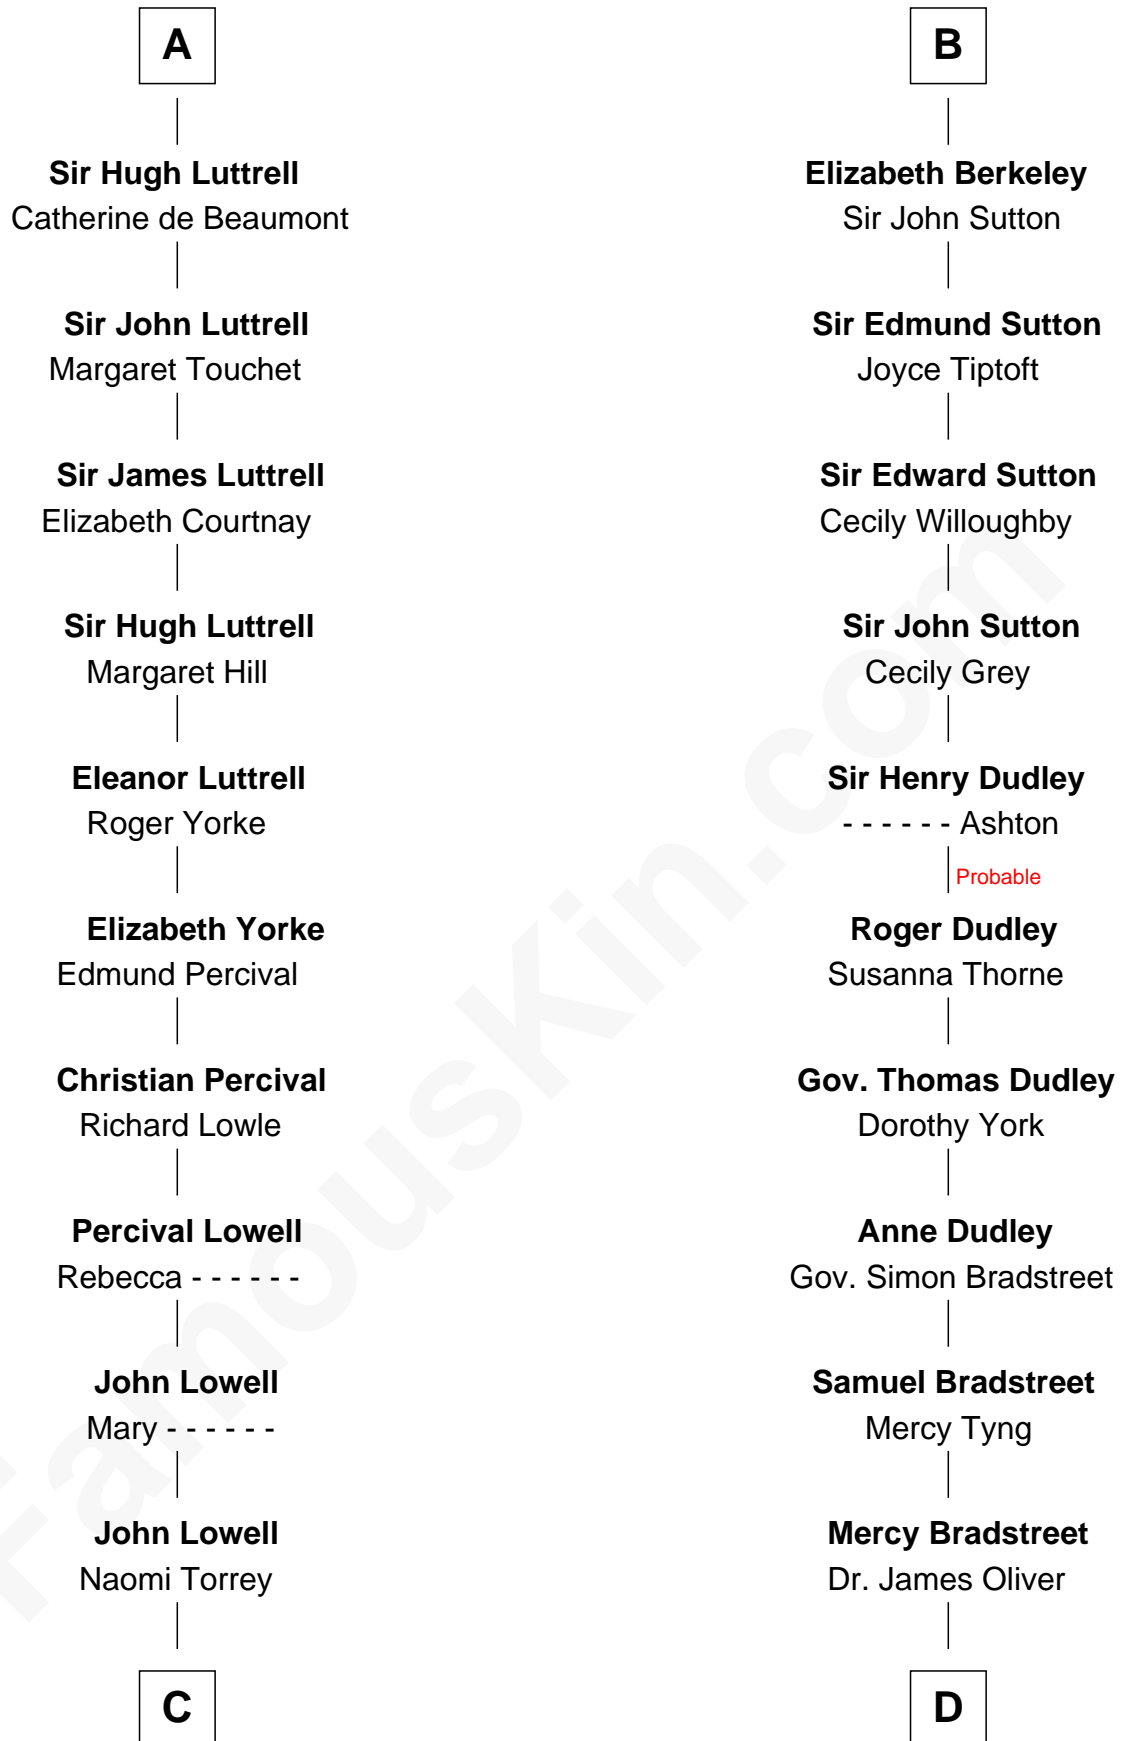 A
Sir Hugh Luttrell
Catherine de Beaumont
Sir John Luttrell
Margaret Touchet
Sir James Luttrell
Elizabeth Courtnay
Sir Hugh Luttrell
Margaret Hill
Eleanor Luttrell
Roger Yorke
Elizabeth Yorke
Edmund Percival
Christian Percival
Richard Lowle
Percival Lowell
Rebecca - - - - - -
John Lowell
Mary - - - - - -
John Lowell
Naomi Torrey
C
B
Elizabeth Berkeley
Sir John Sutton
Sir Edmund Sutton
Joyce Tiptoft
Sir Edward Sutton
Cecily Willoughby
Sir John Sutton
Cecily Grey
Sir Henry Dudley
- - - - - - Ashton
Probable
Roger Dudley
Susanna Thorne
Gov. Thomas Dudley
Dorothy York
Anne Dudley
Gov. Simon Bradstreet
Samuel Bradstreet
Mercy Tyng
Mercy Bradstreet
Dr. James Oliver
D
FamousKin.com